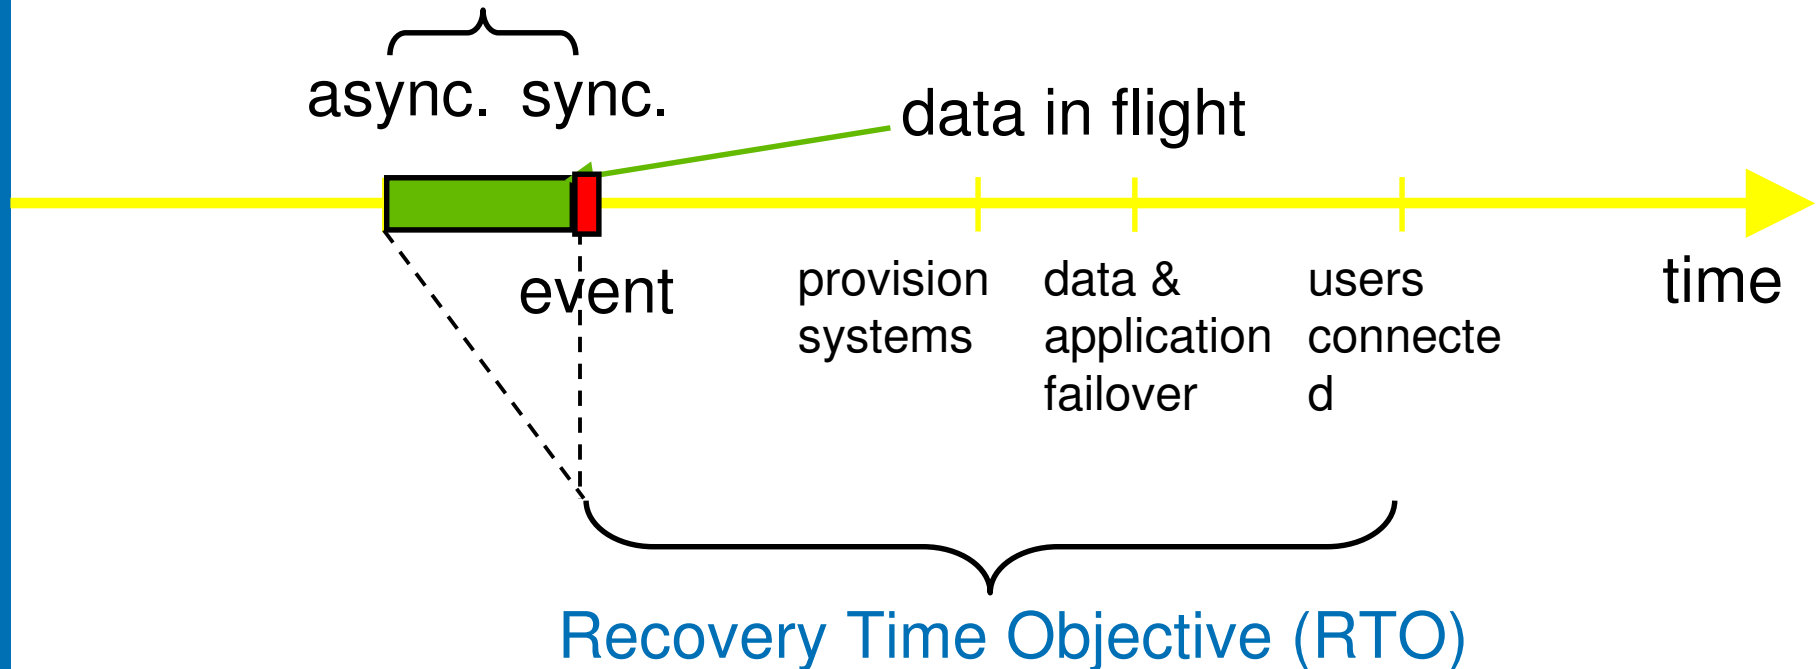 async. sync.
data in flight
event
provision
systems
data &
application
failover
users
connecte
d
time
Recovery Time Objective (RTO)